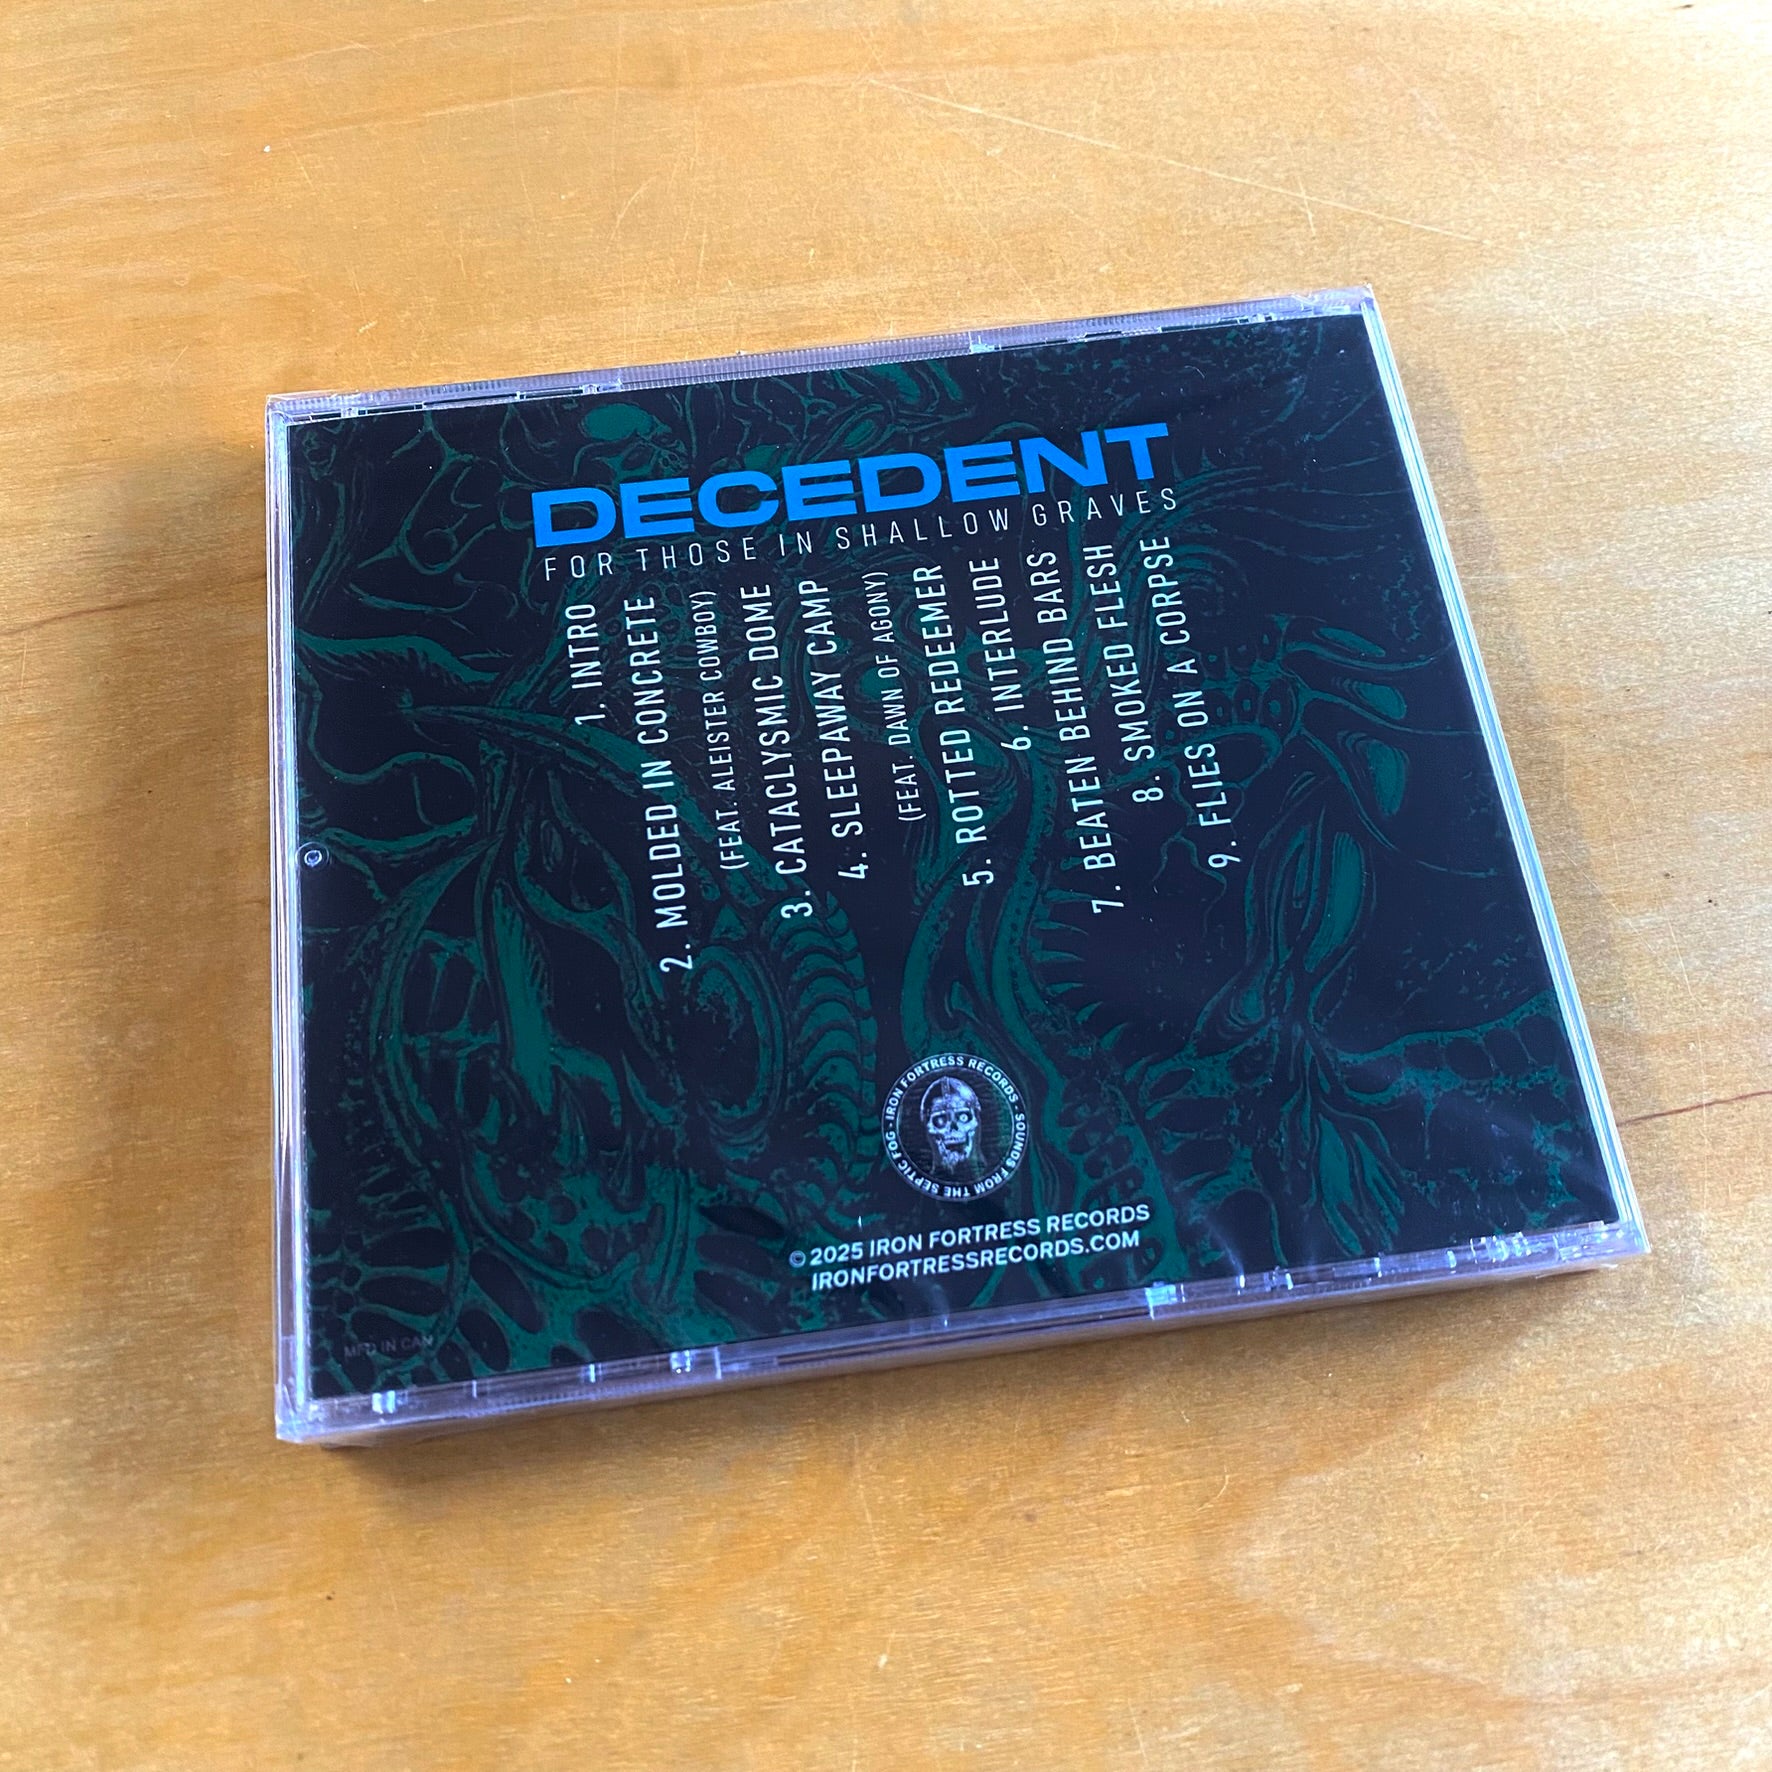 DECEDENT
FOR THOSE IN SHALLOW GRAVES
1. INTRO
2. MOLDED IN CONCRETE
(FEAT. ALEISTER COWBOY)
3. CATACLYSMIC DOME
4. SLEEPAWAY CAMP
(FEAT. DAWN OF AGONY)
5. ROTTED REDEEMER
6. INTERLUDE
7. BEATEN BEHIND BARS
8. SMOKED FLESH
9. FLIES ON A CORPSE
· IRON FORTRESS RECORDS · SOUNDS FROM THE SEPTIC FOG
© 2025 IRON FORTRESS RECORDS
IRONFORTRESSRECORDS.COM
MFD IN CAN